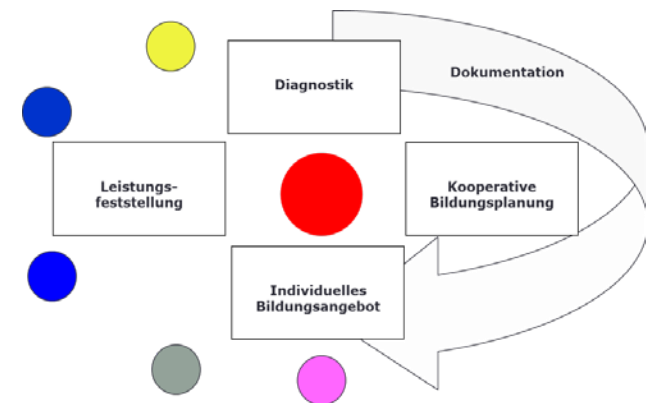 Diagnostik
Dokumentation
Leistungs-
feststellung
Kooperative
Bildungsplanung
Individuelles
Bildungsangebot